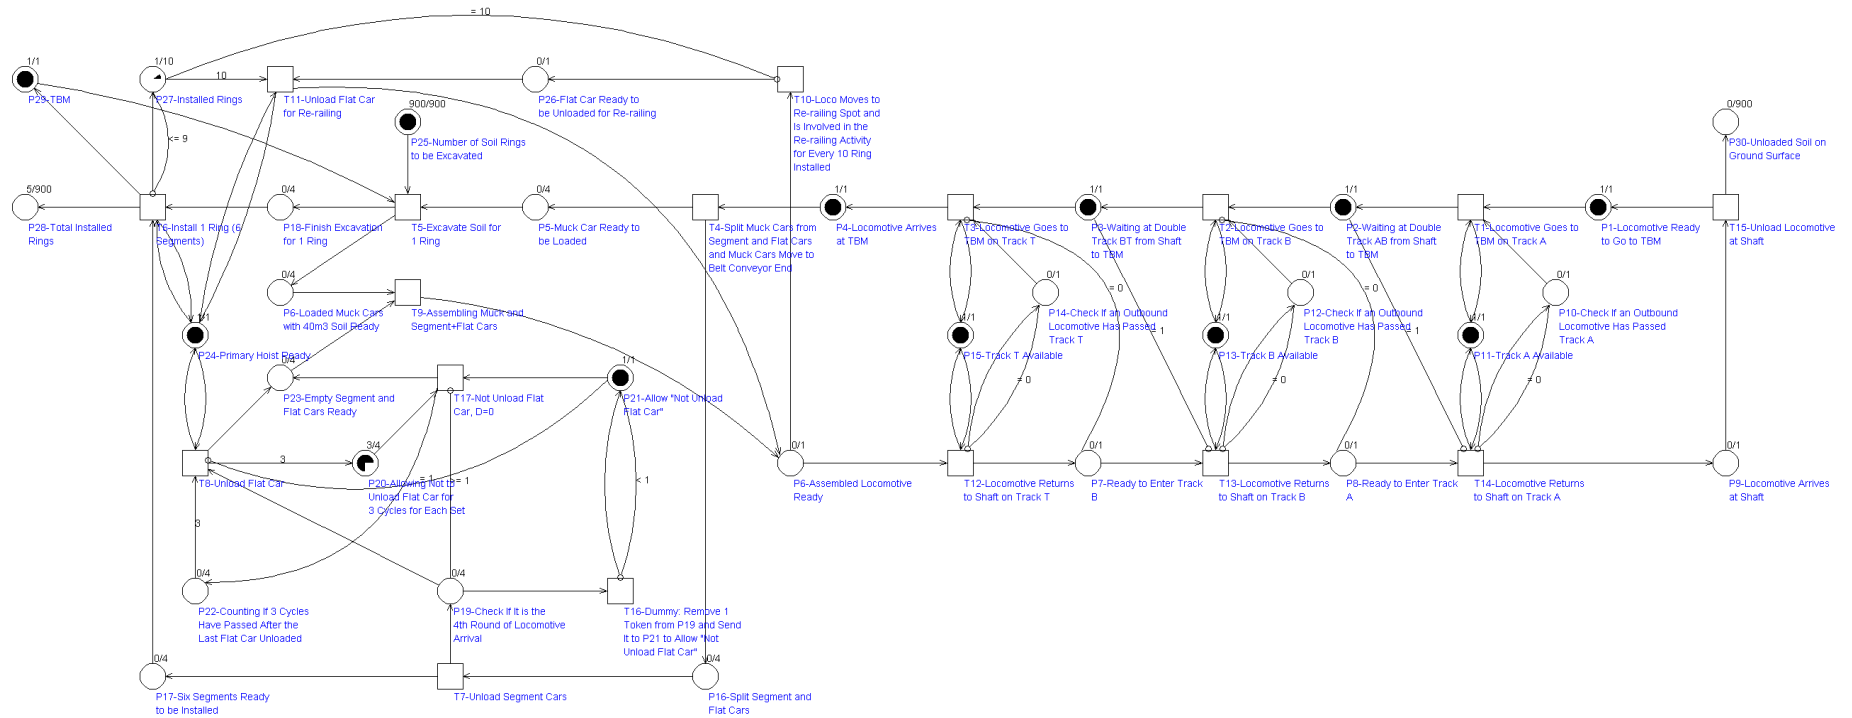 = 10
1/1
P29-TBM
1/10
P27-Installed Rings
10
T11-Unload Flat Car
for Re-railing
0/1
P26-Flat Car Ready to
be Unloaded for Re-railing
T10-Loco Moves to
Re-railing Spot and
Is Involved in the
Re-railing Activity
for Every 10 Ring
Installed
900/900
P25-Number of Soil Rings
to be Excavated
<= 9
0/900
P30-Unloaded Soil on
Ground Surface
5/900
P28-Total Installed
Rings
T6-Install 1 Ring (6
Segments)
0/4
P18-Finish Excavation
for 1 Ring
T5-Excavate Soil for
1 Ring
0/4
P5-Muck Car Ready to
be Loaded
T4-Split Muck Cars from
Segment and Flat Cars
and Muck Cars Move to
Belt Conveyor End
1/1
P4-Locomotive Arrives
at TBM
T3-Locomotive Goes to
TBM on Track T
1/1
P3-Waiting at Double
Track BT from Shaft
to TBM
T2-Locomotive Goes to
TBM on Track B
1/1
P2-Waiting at Double
Track AB from Shaft
to TBM
T1-Locomotive Goes to
TBM on Track A
1/1
P1-Locomotive Ready
to Go to TBM
T15-Unload Locomotive
at Shaft
0/4
P6-Loaded Muck Cars
with 40m3 Soil Ready
T9-Assembling Muck and
Segment+Flat Cars
0/1
P14-Check If an Outbound
Locomotive Has Passed
Track T
= 0
0/1
P12-Check If an Outbound
Locomotive Has Passed
Track B
= 0
0/1
P10-Check If an Outbound
Locomotive Has Passed
Track A
1/1
P24-Primary Hoist Ready
1/1
P15-Track T Available
= 1
1/1
P13-Track B Available
= 1
1/1
P11-Track A Available
0/4
P23-Empty Segment and
Flat Cars Ready
T17-Not Unload Flat
Car, D=0
1/1
P21-Allow "Not Unload
Flat Car"
= 0
= 0
= 0
T8-Unload Flat Car
3
3/4
P20-Allowing Not to
Unload Flat Car for
3 Cycles for Each Set
= 1
= 1
< 1
0/1
P6-Assembled Locomotive
Ready
T12-Locomotive Returns
to Shaft on Track T
0/1
P7-Ready to Enter Track
B
T13-Locomotive Returns
to Shaft on Track B
0/1
P8-Ready to Enter Track
A
T14-Locomotive Returns
to Shaft on Track A
0/1
P9-Locomotive Arrives
at Shaft
3
0/4
P22-Counting If 3 Cycles
Have Passed After the
Last Flat Car Unloaded
0/4
P19-Check If It is the
4th Round of Locomotive
Arrival
T16-Dummy: Remove 1
Token from P19 and Send
It to P21 to Allow "Not
Unload Flat Car"
0/4
P17-Six Segments Ready
to be Installed
T7-Unload Segment Cars
0/4
P16-Split Segment and
Flat Cars